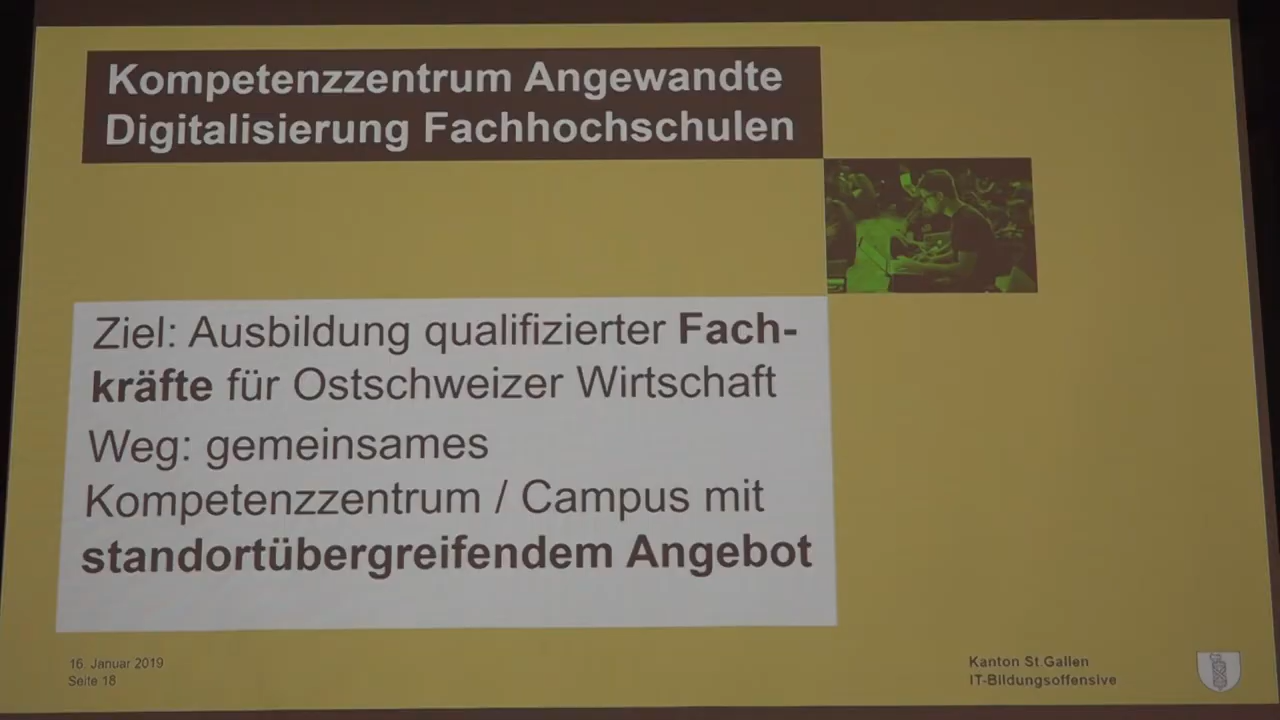 Kompetenzzentrum Angewandte
Digitalisierung Fachhochschulen
Ziel: Ausbildung qualifizierter Fach-
kräfte für Ostschweizer Wirtschaft
Weg: gemeinsames
Kompetenzzentrum / Campus mit
standortübergreifendem Angebot
16. Januar 2019
Seite 18
Kanton St.Gallen
IT-Bildungsoffensive